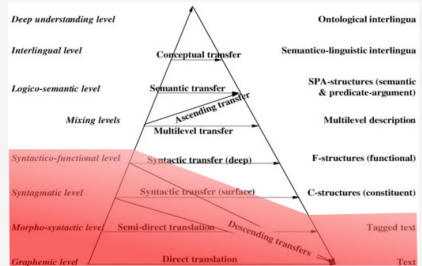 Deep understanding level
Ontological interlingua
Interlingual level
Conceptual transfer
Semantico-linguistic interlingua
Logico-semantic level
Semantic transfer
SPA-structures (semantic
& predicate-argument)
Ascending transfer
Mixing levels
Multilevel transfer
Multilevel description
Syntactico-functional level
Syntactic transfer (deep)
F-structures (functional)
Syntagmatic level
Syntactic transfer (surface)
C-structures (constituent)
Morpho-syntactic level
Semi-direct translation
Descending transfers
Tagged text
Graphemic level
Direct translation
Text